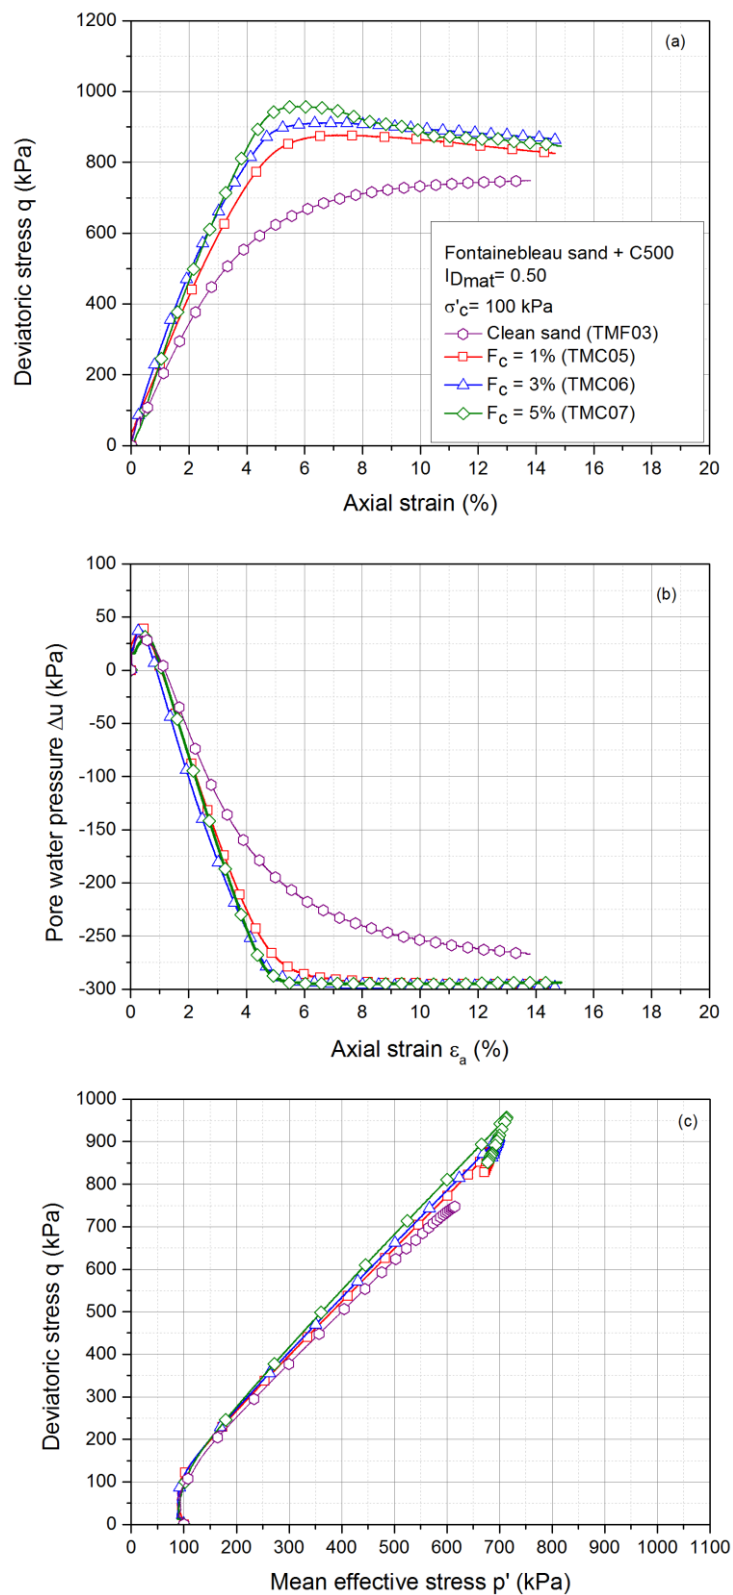 1200
(a)
1000
800
600
400
200
0
Deviatoric stress q (kPa)
Fontainebleau sand + C500
I_Dmat= 0.50
σ'c= 100 kPa
Clean sand (TMF03)
F_c = 1% (TMC05)
F_c = 3% (TMC06)
F_c = 5% (TMC07)
0 2 4 6 8 10 12 14 16 18 20
Axial strain (%)
100
(b)
50
0
-50
-100
-150
-200
-250
-300
Pore water pressure Δu (kPa)
0 2 4 6 8 10 12 14 16 18 20
Axial strain ε_a (%)
1000
(c)
900
800
700
600
500
400
300
200
100
0
Deviatoric stress q (kPa)
0 100 200 300 400 500 600 700 800 900 1000 1100
Mean effective stress p' (kPa)